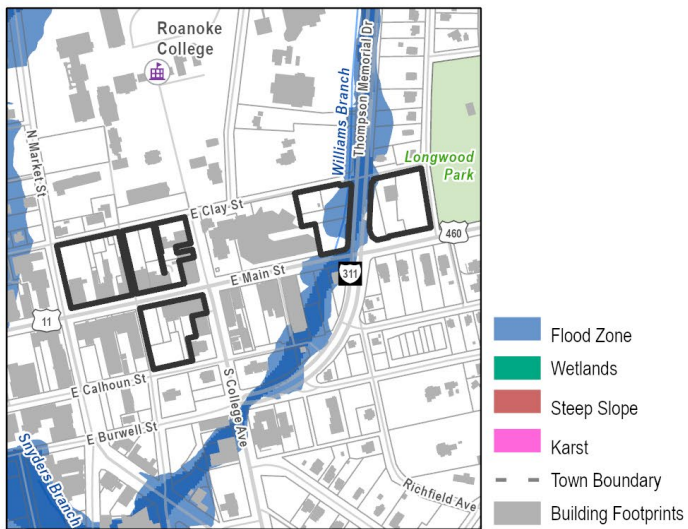 Roanoke
College
N Market St
Williams Branch
Thompson Memorial Dr
Longwood
Park
E Clay St
460
E Main St
311
11
E Calhoun St
S College Ave
E Burwell St
Snyders Branch
Richfield Ave
Flood Zone
Wetlands
Steep Slope
Karst
Town Boundary
Building Footprints